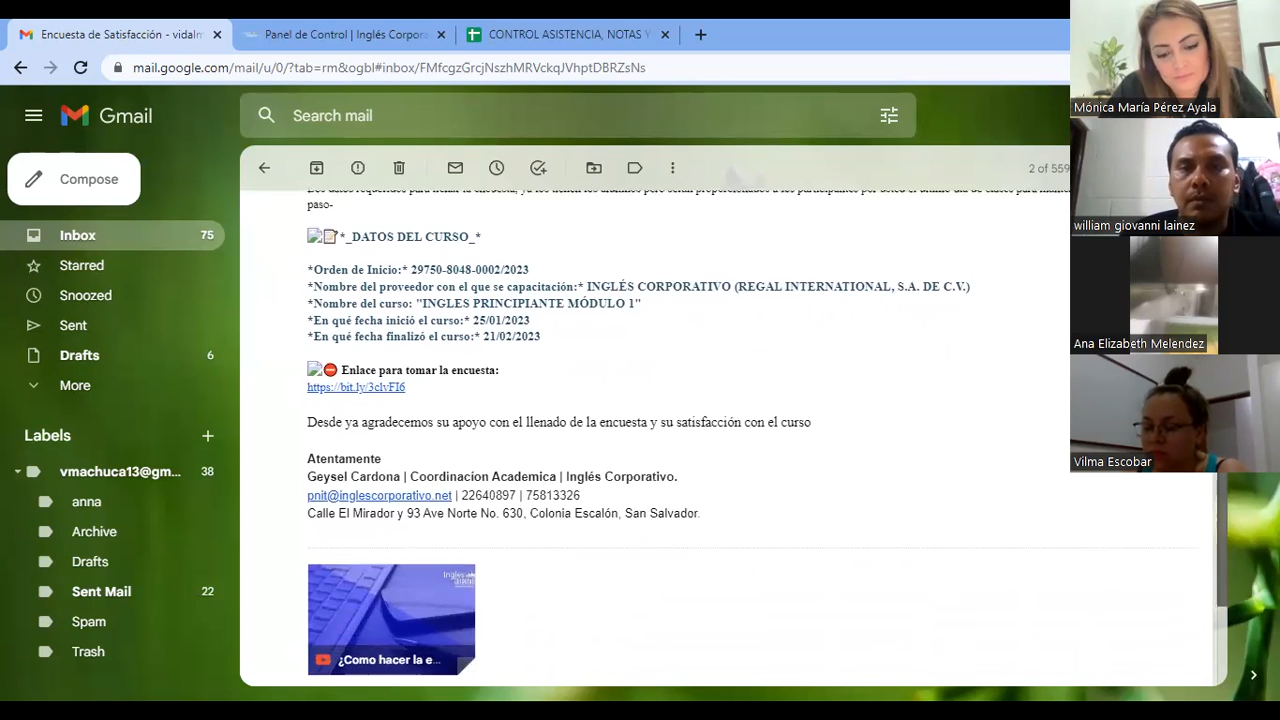 Encuesta de Satisfacción - vidalm
Panel de Control | Inglés Corpora
CONTROL ASISTENCIA, NOTAS Y
mail.google.com/mail/u/0/?tab=rm&ogbl#inbox/FMfcgzGrcjNszhMRVckqJVhptDBRZsNs
Gmail
Search mail
Compose
2 of 559
Inbox 75
Starred
Snoozed
Sent
Drafts 6
More
Labels
vmachuca13@gm... 38
anna
Archive
Drafts
Sent Mail 22
Spam
Trash
paso-
*_DATOS DEL CURSO_*
*Orden de Inicio:* 29750-8048-0002/2023
*Nombre del proveedor con el que se capacitación:* INGLÉS CORPORATIVO (REGAL INTERNATIONAL, S.A. DE C.V.)
*Nombre del curso: "INGLES PRINCIPIANTE MÓDULO 1"
*En qué fecha inició el curso:* 25/01/2023
*En qué fecha finalizó el curso:* 21/02/2023
Enlace para tomar la encuesta:
https://bit.ly/3clvFI6
Desde ya agradecemos su apoyo con el llenado de la encuesta y su satisfacción con el curso
Atentamente
Geysel Cardona | Coordinacíon Academica | Inglés Corporativo.
pnit@inglescorporativo.net | 22640897 | 75813326
Calle El Mirador y 93 Ave Norte No. 630, Colonia Escalón, San Salvador.
¿Como hacer la e...
Mónica María Pérez Ayala
william giovanni lainez
Ana Elizabeth Melendez
Vilma Escobar